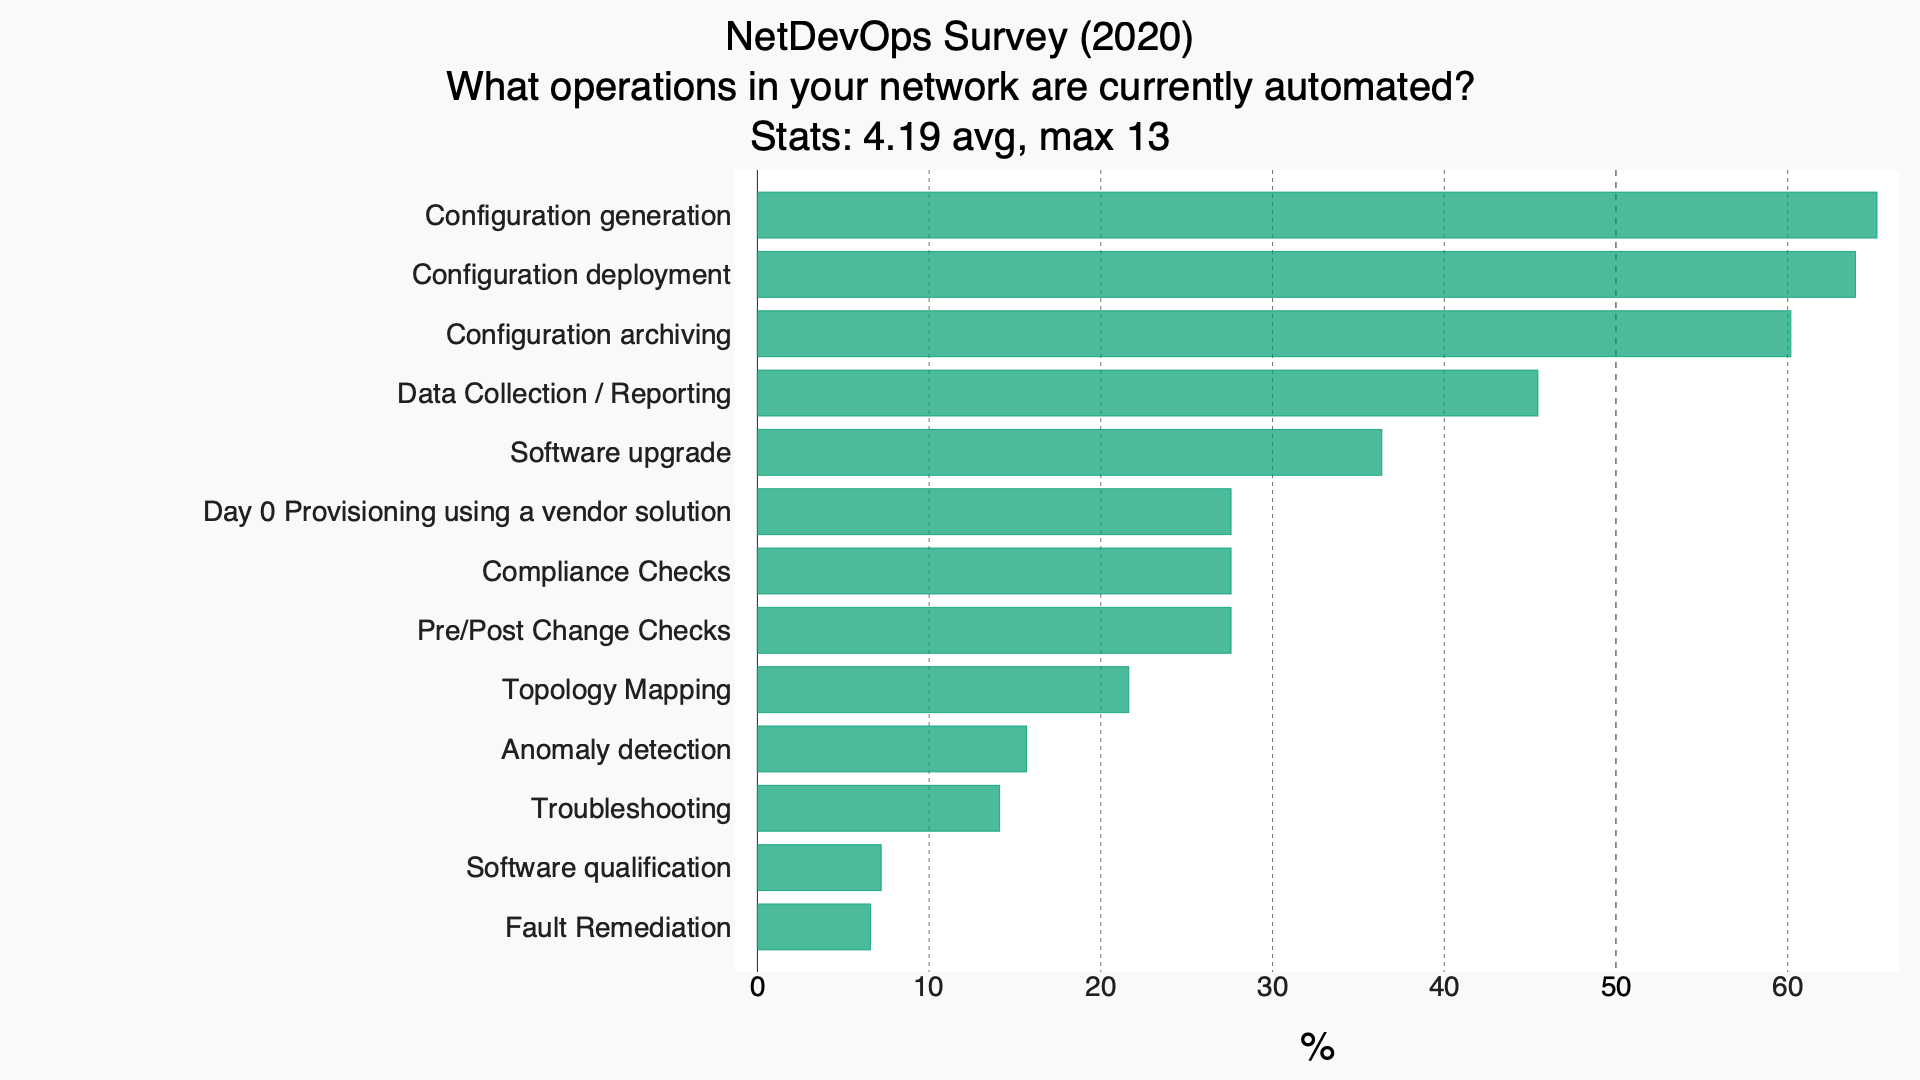 NetDevOps Survey (2020)
What operations in your network are currently automated?
Stats: 4.19 avg, max 13
Configuration generation
Configuration deployment
Configuration archiving
Data Collection / Reporting
Software upgrade
Day 0 Provisioning using a vendor solution
Compliance Checks
Pre/Post Change Checks
Topology Mapping
Anomaly detection
Troubleshooting
Software qualification
Fault Remediation
0 10 20 30 40 50 60
%